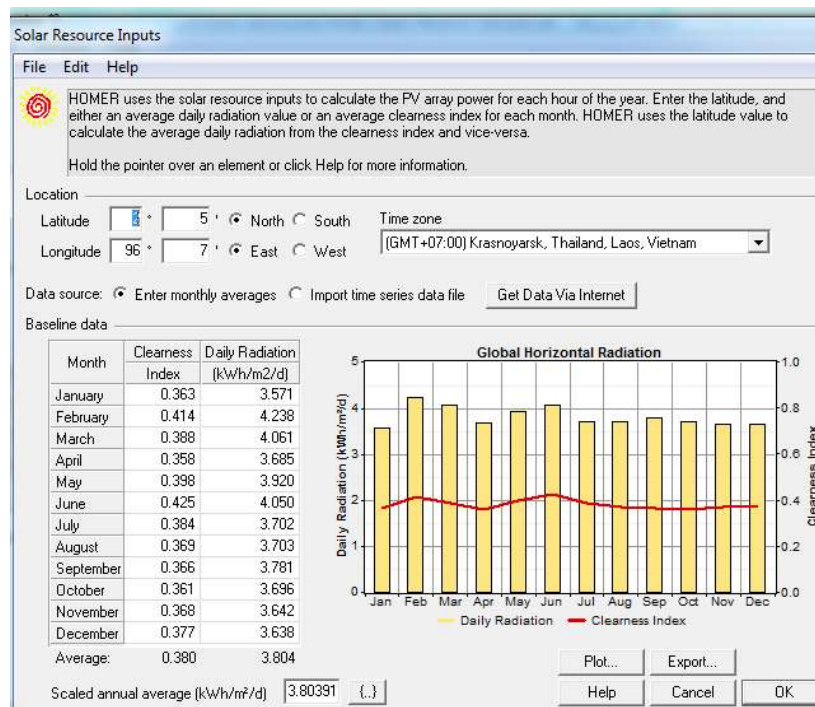 Solar Resource Inputs
File Edit Help
HOMER uses the solar resource inputs to calculate the PV array power for each hour of the year. Enter the latitude, and
either an average daily radiation value or an average clearness index for each month. HOMER uses the latitude value to
calculate the average daily radiation from the clearness index and vice-versa.
Hold the pointer over an element or click Help for more information.
Location
Latitude ° 5 ' North South
Time zone
Longitude 96 ° 7 ' East West
(GMT+07:00) Krasnoyarsk, Thailand, Laos, Vietnam
Data source: Enter monthly averages Import time series data file Get Data Via Internet
Baseline data
Month Clearness Index Daily Radiation (kWh/m2/d)
January 0.363 3.571
February 0.414 4.238
March 0.388 4.061
April 0.358 3.685
May 0.398 3.920
June 0.425 4.050
July 0.384 3.702
August 0.369 3.703
September 0.366 3.781
October 0.361 3.696
November 0.368 3.642
December 0.377 3.638
Average: 0.380 3.804
Scaled annual average (kWh/m²/d) 3.80391 {..}
Global Horizontal Radiation
Daily Radiation (kWh/m²/d)
5
4
3
2
1
0
Clearness Index
1.0
0.8
0.6
0.4
0.2
0.0
Jan Feb Mar Apr May Jun Jul Aug Sep Oct Nov Dec
Daily Radiation Clearness Index
Plot... Export...
Help Cancel OK